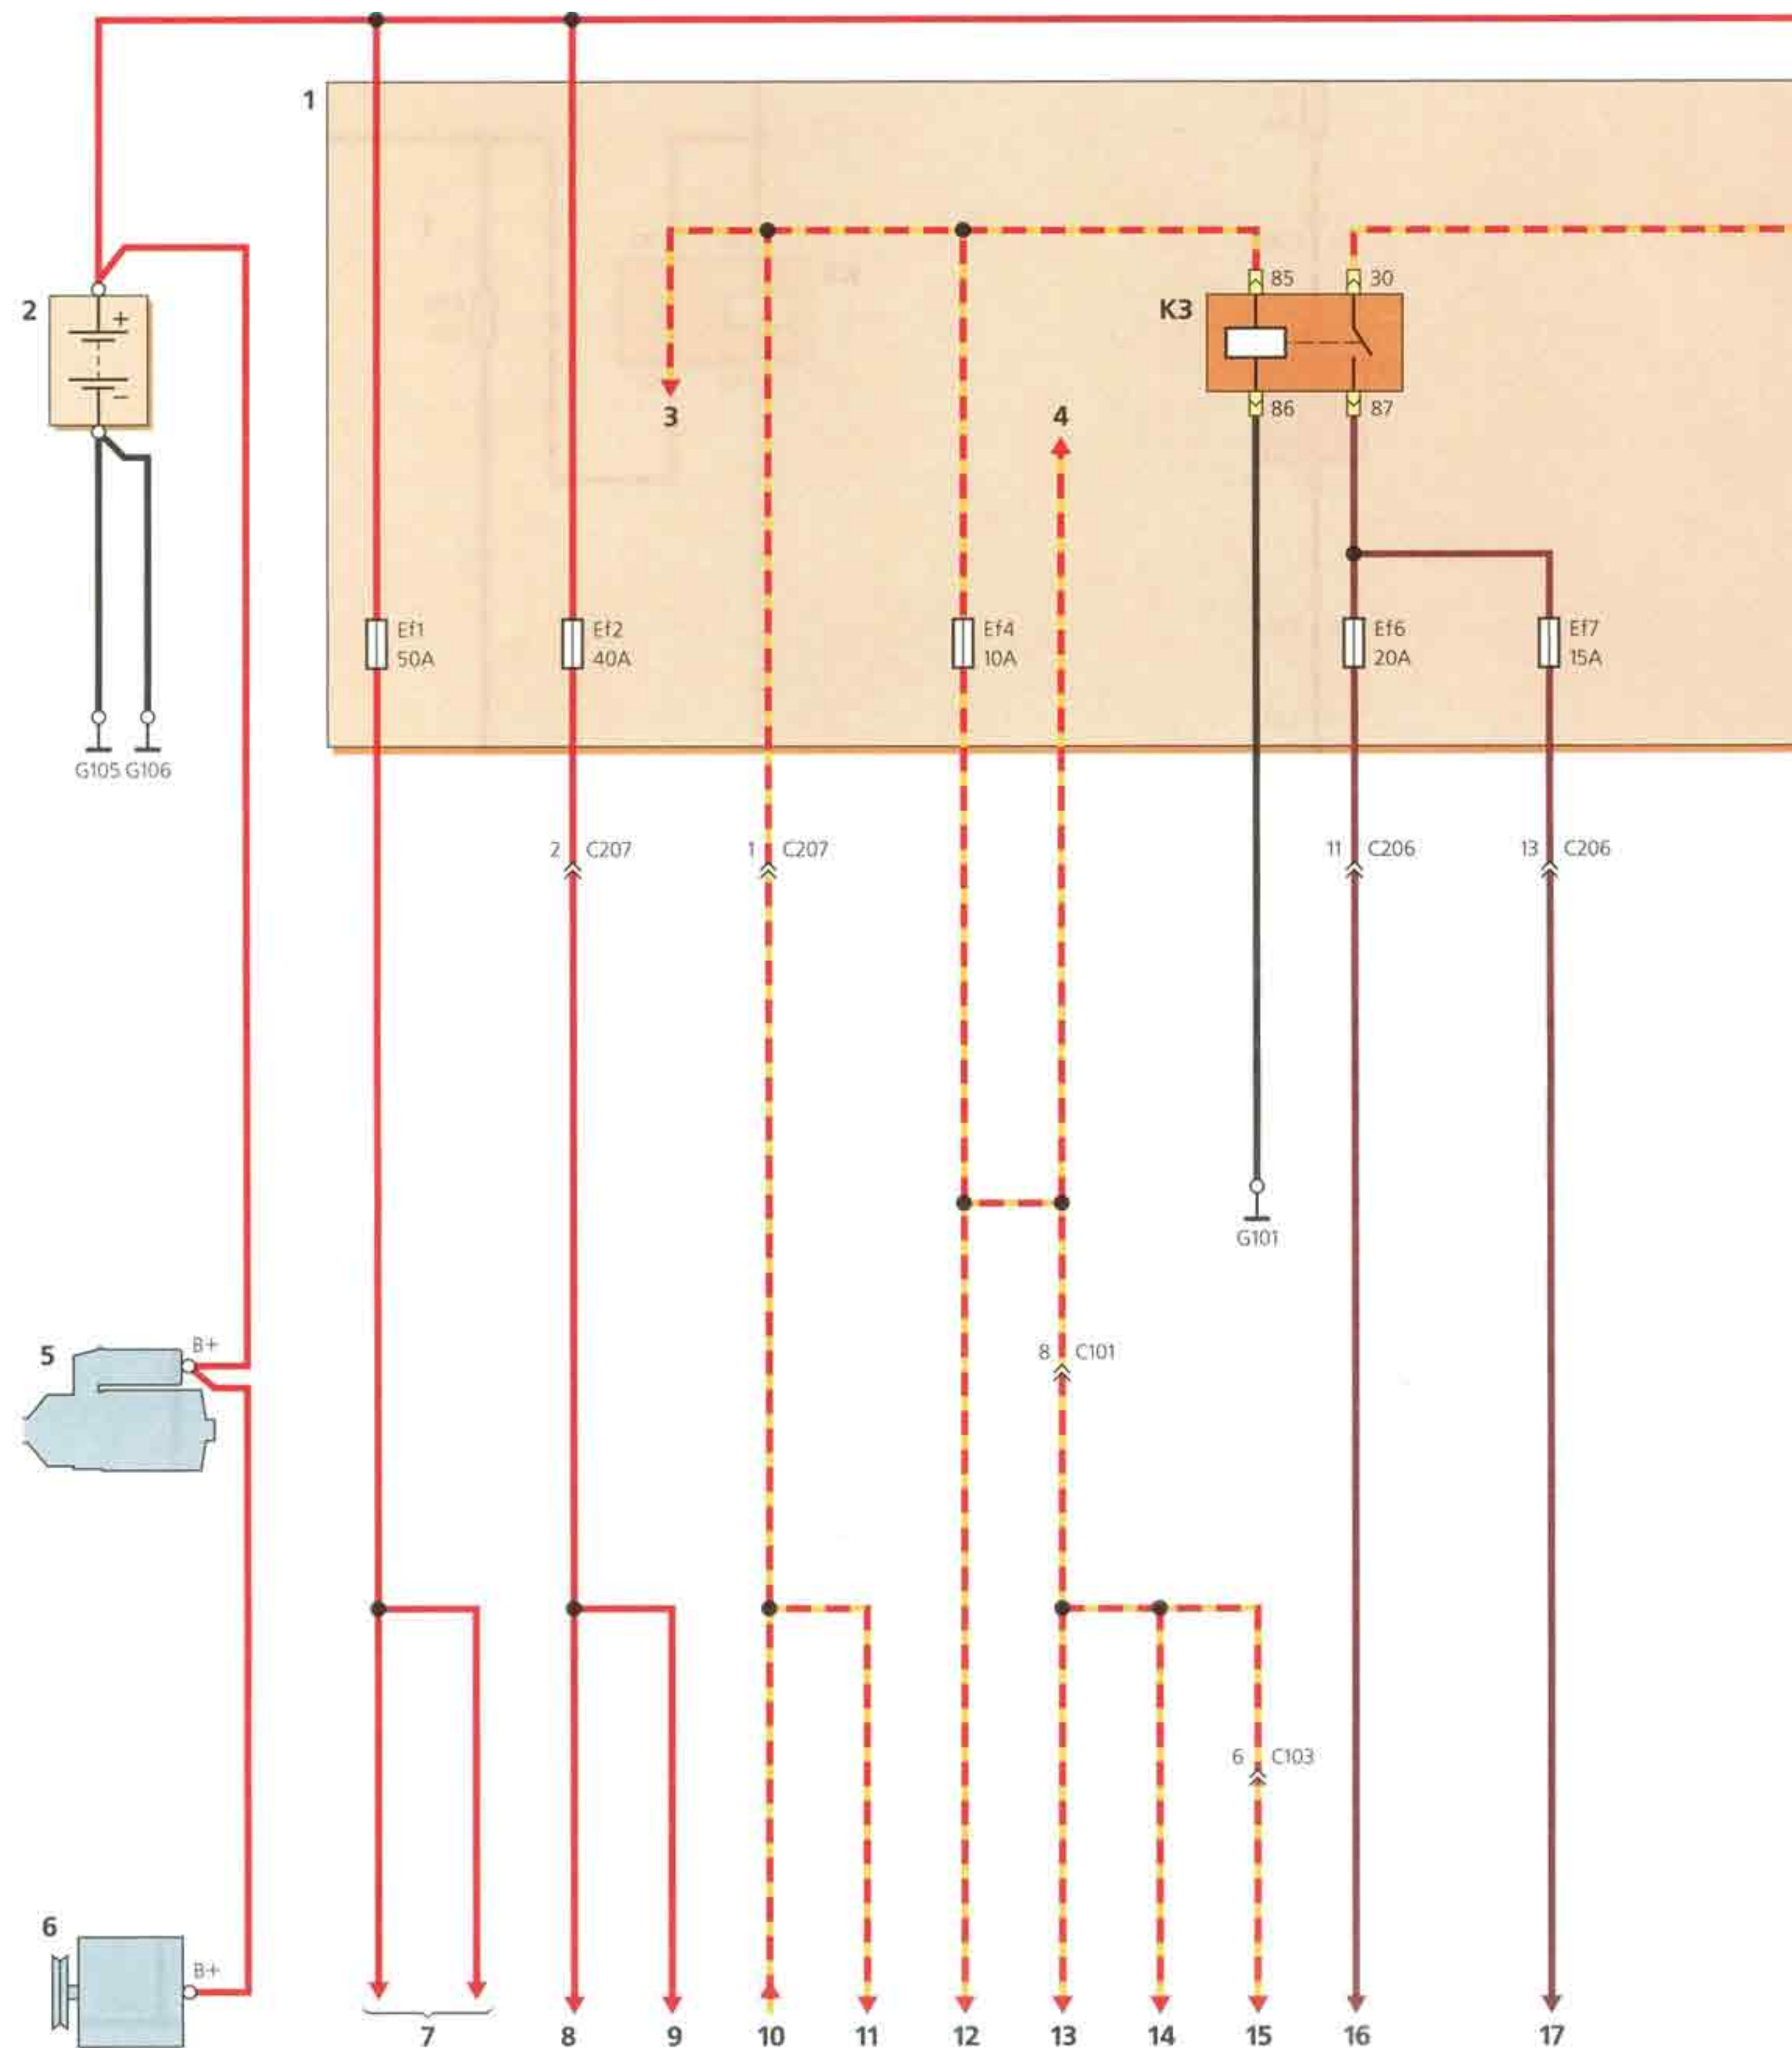 1
2
+
−
3
4
K3
85
30
86
87
Ef1
50A
Ef2
40A
Ef4
10A
Ef6
20A
Ef7
15A
G105 G106
2 C207
1 C207
11 C206
13 C206
G101
5
B+
8 C101
6 C103
6
B+
7
8
9
10
11
12
13
14
15
16
17